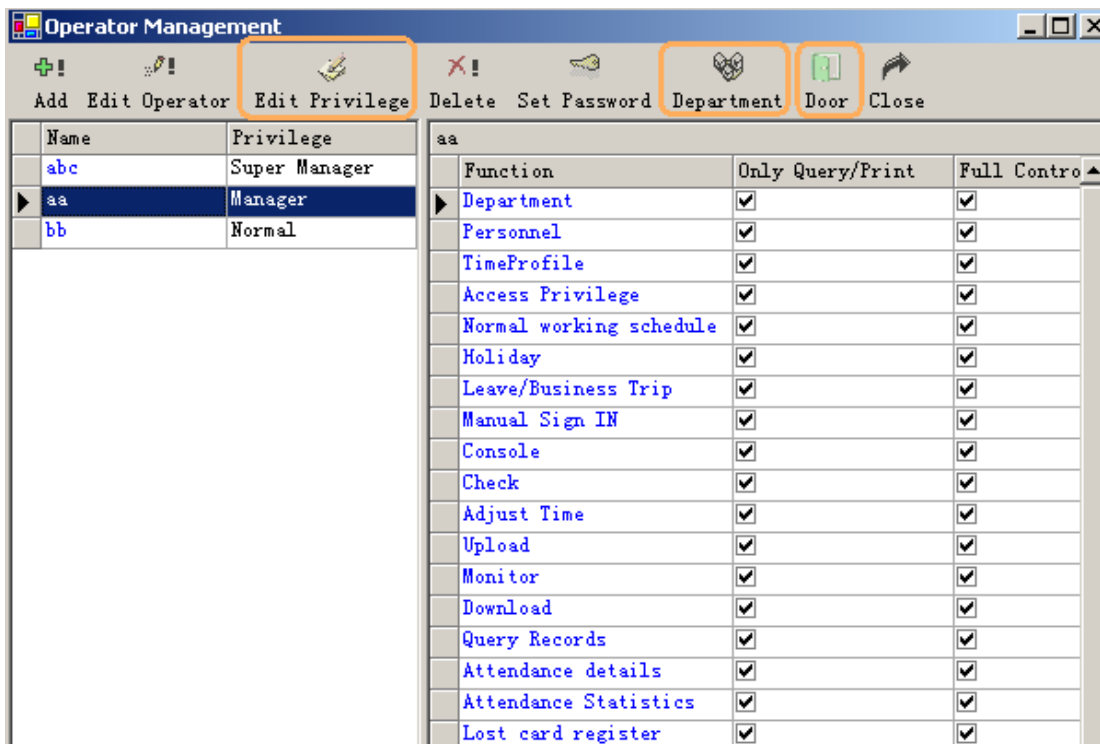 Operator Management
Add Edit Operator Edit Privilege Delete Set Password Department Door Close
Name Privilege
abc Super Manager
aa Manager
bb Normal
aa
Function Only Query/Print Full Contro
Department
Personnel
TimeProfile
Access Privilege
Normal working schedule
Holiday
Leave/Business Trip
Manual Sign IN
Console
Check
Adjust Time
Upload
Monitor
Download
Query Records
Attendance details
Attendance Statistics
Lost card register